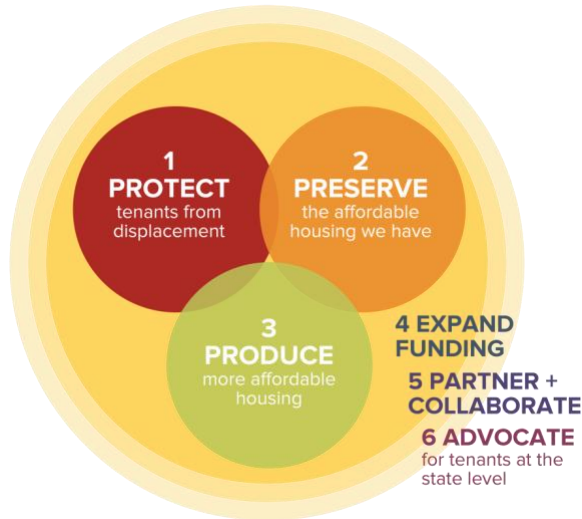 1
PROTECT
tenants from
displacement
2
PRESERVE
the affordable
housing we have
3
PRODUCE
more affordable
housing
4 EXPAND
FUNDING
5 PARTNER +
COLLABORATE
6 ADVOCATE
for tenants at the
state level